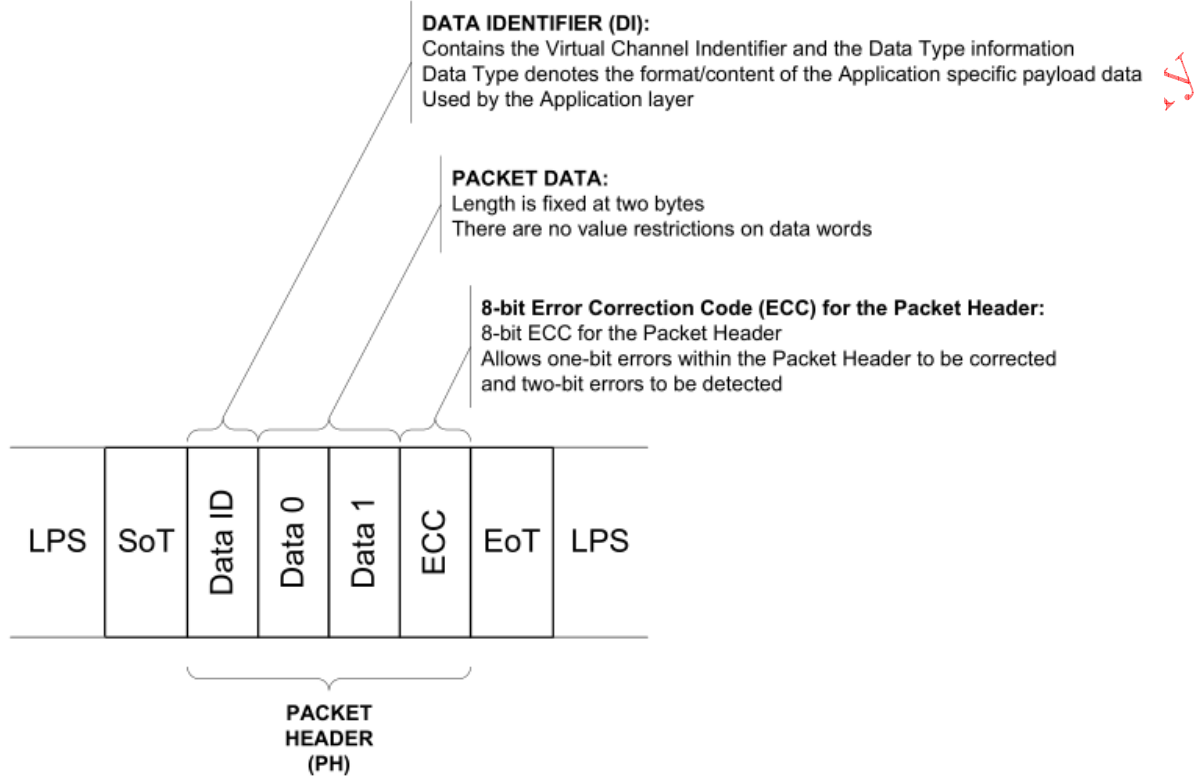 DATA IDENTIFIER (DI):
Contains the Virtual Channel Indentifier and the Data Type information
Data Type denotes the format/content of the Application specific payload data
Used by the Application layer
y
PACKET DATA:
Length is fixed at two bytes
There are no value restrictions on data words
8-bit Error Correction Code (ECC) for the Packet Header:
8-bit ECC for the Packet Header
Allows one-bit errors within the Packet Header to be corrected
and two-bit errors to be detected
LPS SoT Data ID Data 0 Data 1 ECC EoT LPS
PACKET
HEADER
(PH)